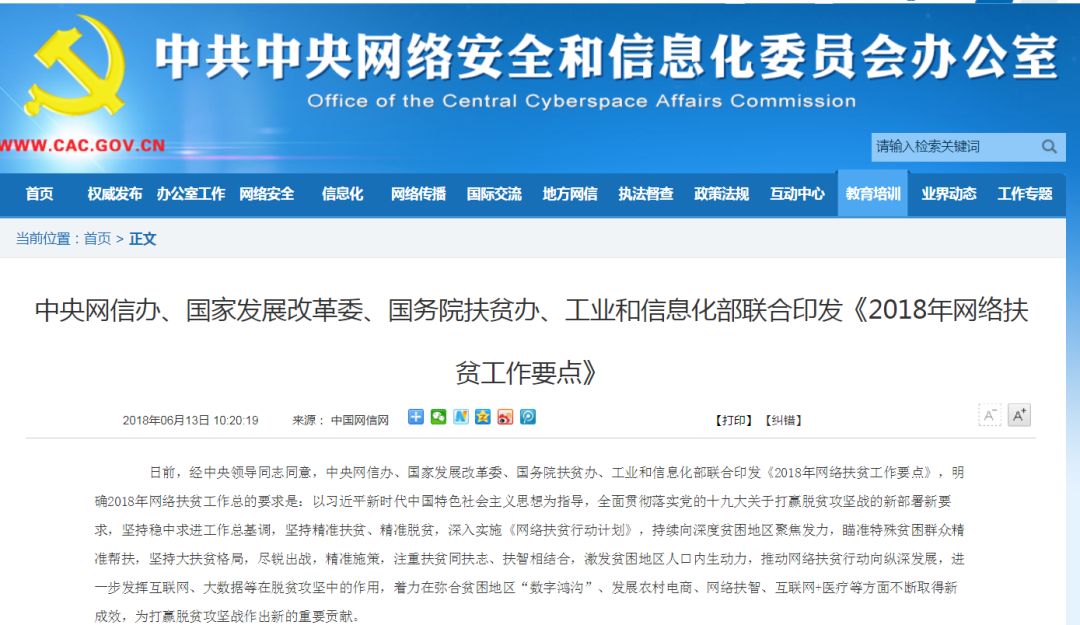 中共中央网络安全和信息化委员会办公室
Office of the Central Cyberspace Affairs Commission
WWW.CAC.GOV.CN
请输入检索关键词
首页 权威发布 办公室工作 网络安全 信息化 网络传播 国际交流 地方网信 执法督查 政策法规 互动中心 教育培训 业界动态 工作专题
当前位置：首页 > 正文
中央网信办、国家发展改革委、国务院扶贫办、工业和信息化部联合印发《2018年网络扶
贫工作要点》
2018年06月13日 10:20:19 来源： 中国网信网 【打印】【纠错】 A- A+
日前，经中央领导同志同意，中央网信办、国家发展改革委、国务院扶贫办、工业和信息化部联合印发《2018年网络扶贫工作要点》，明
确2018年网络扶贫工作总的要求是：以习近平新时代中国特色社会主义思想为指导，全面贯彻落实党的十九大关于打赢脱贫攻坚战的新部署新要
求，坚持稳中求进工作总基调，坚持精准扶贫、精准脱贫，深入实施《网络扶贫行动计划》，持续向深度贫困地区聚焦发力，瞄准特殊贫困群众精
准帮扶，坚持大扶贫格局，尽锐出战，精准施策，注重扶贫同扶志、扶智相结合，激发贫困地区人口内生动力，推动网络扶贫行动向纵深发展，进
一步发挥互联网、大数据等在脱贫攻坚中的作用，着力在弥合贫困地区“数字鸿沟”、发展农村电商、网络扶智、互联网+医疗等方面不断取得新
成效，为打赢脱贫攻坚战作出新的重要贡献。